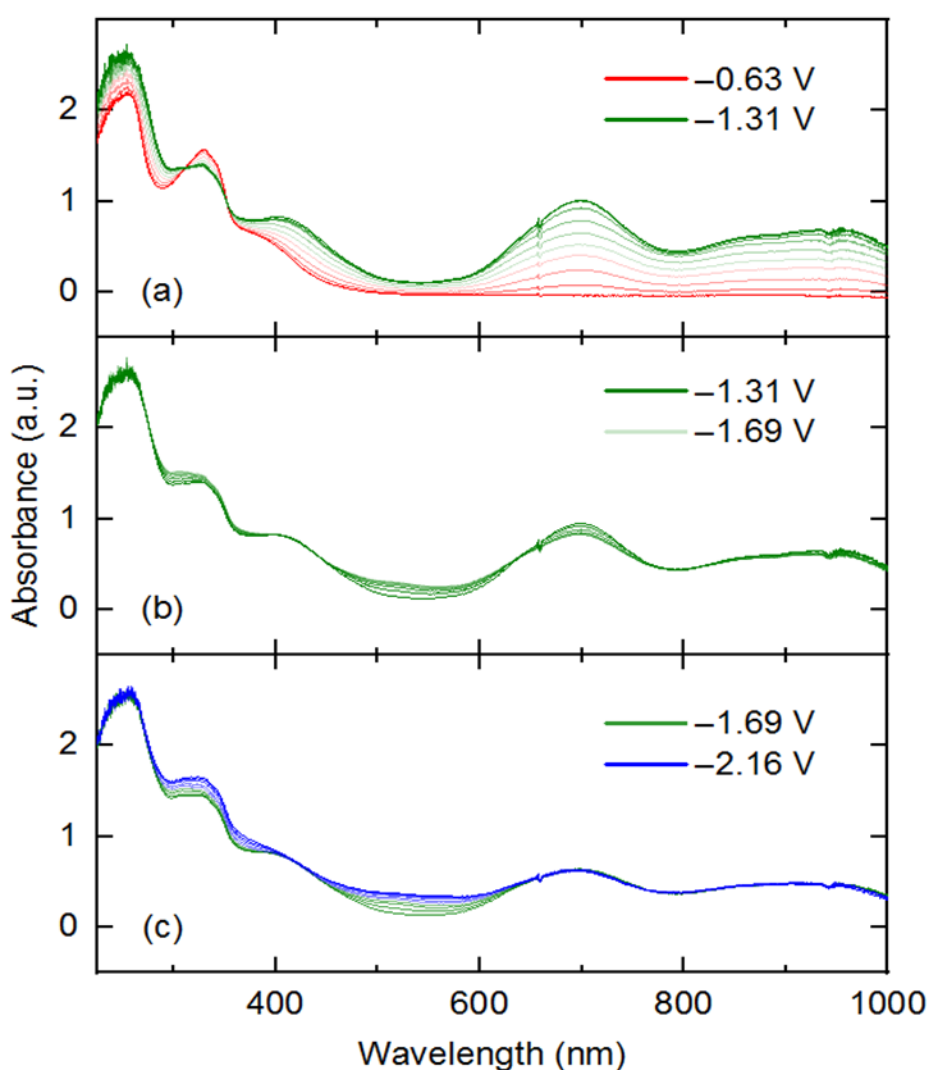 –0.63 V
–1.31 V
2
1
0
(a)
–1.31 V
–1.69 V
2
1
0
(b)
–1.69 V
–2.16 V
2
1
0
(c)
Absorbance (a.u.)
400 600 800 1000
Wavelength (nm)